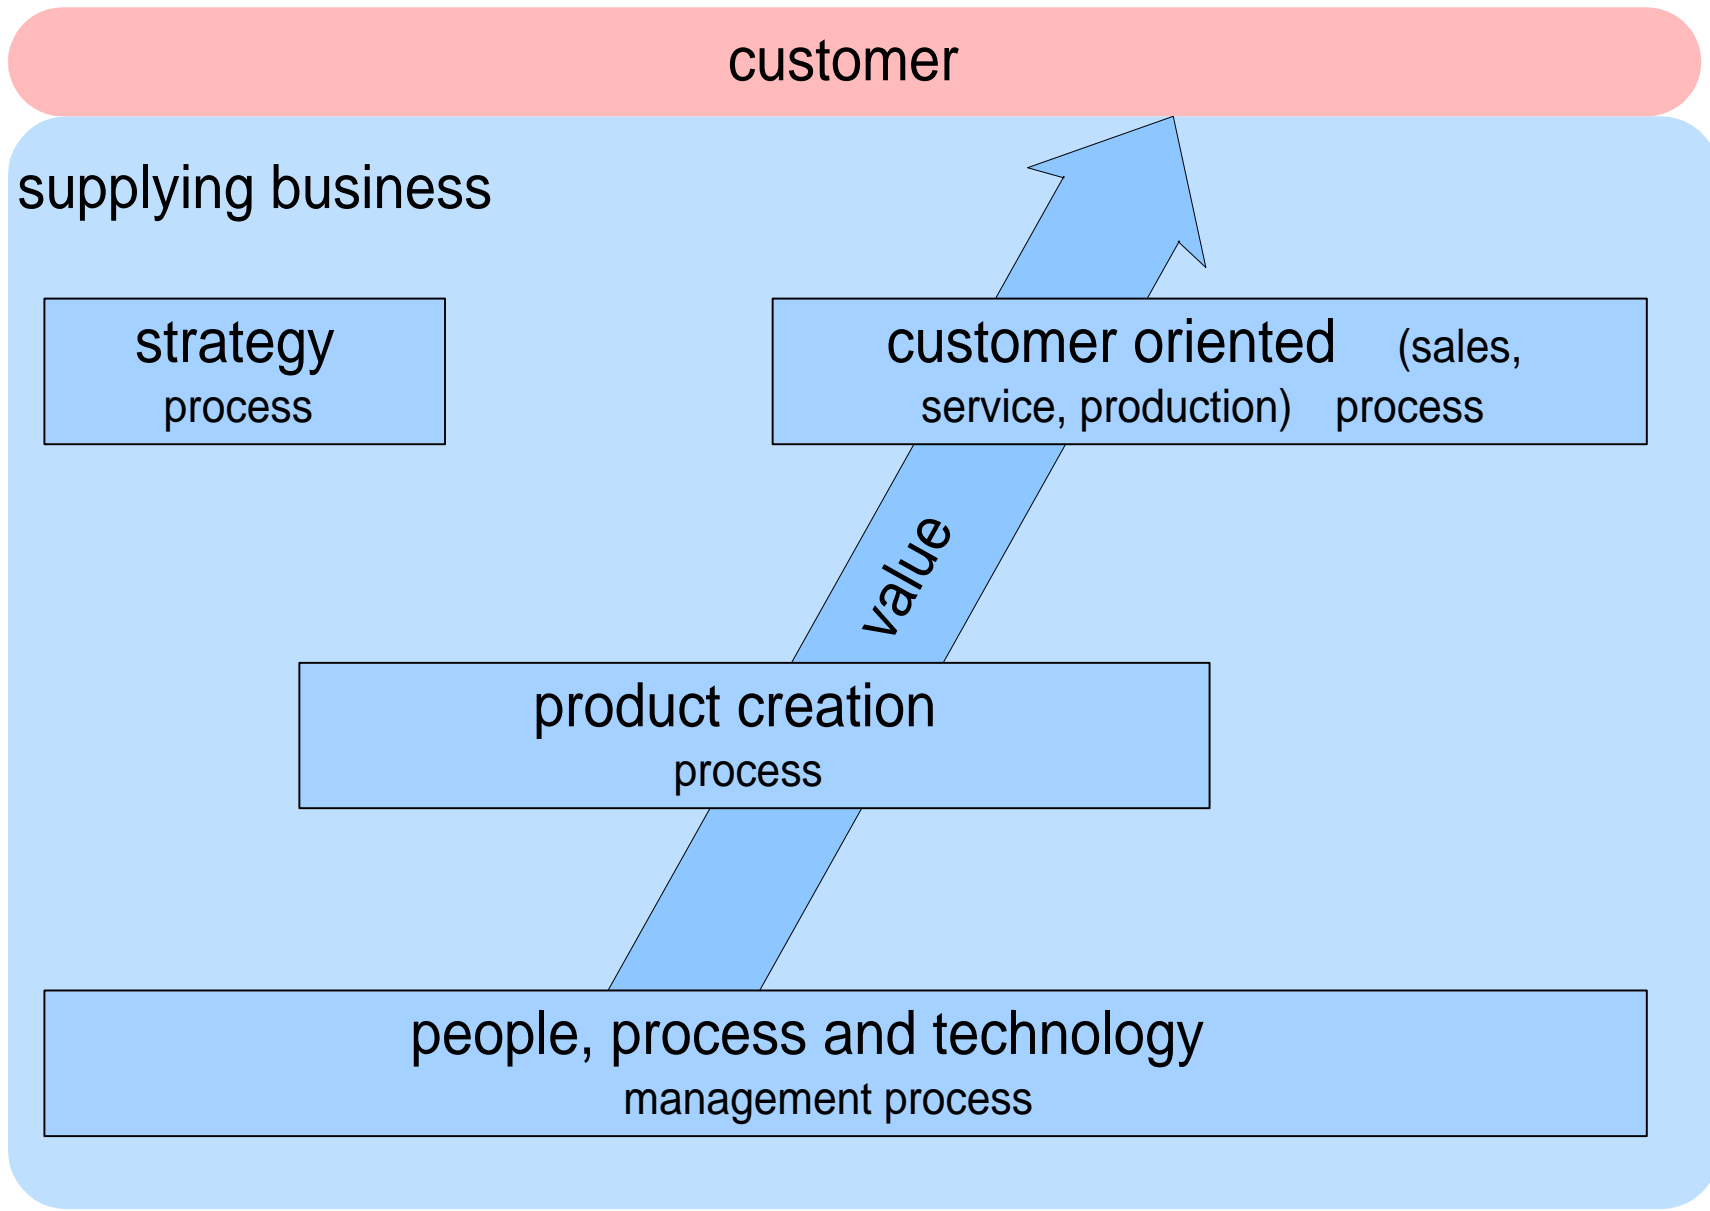 customer
supplying business
strategy
process
customer oriented (sales,
service, production) process
value
product creation
process
people, process and technology
management process